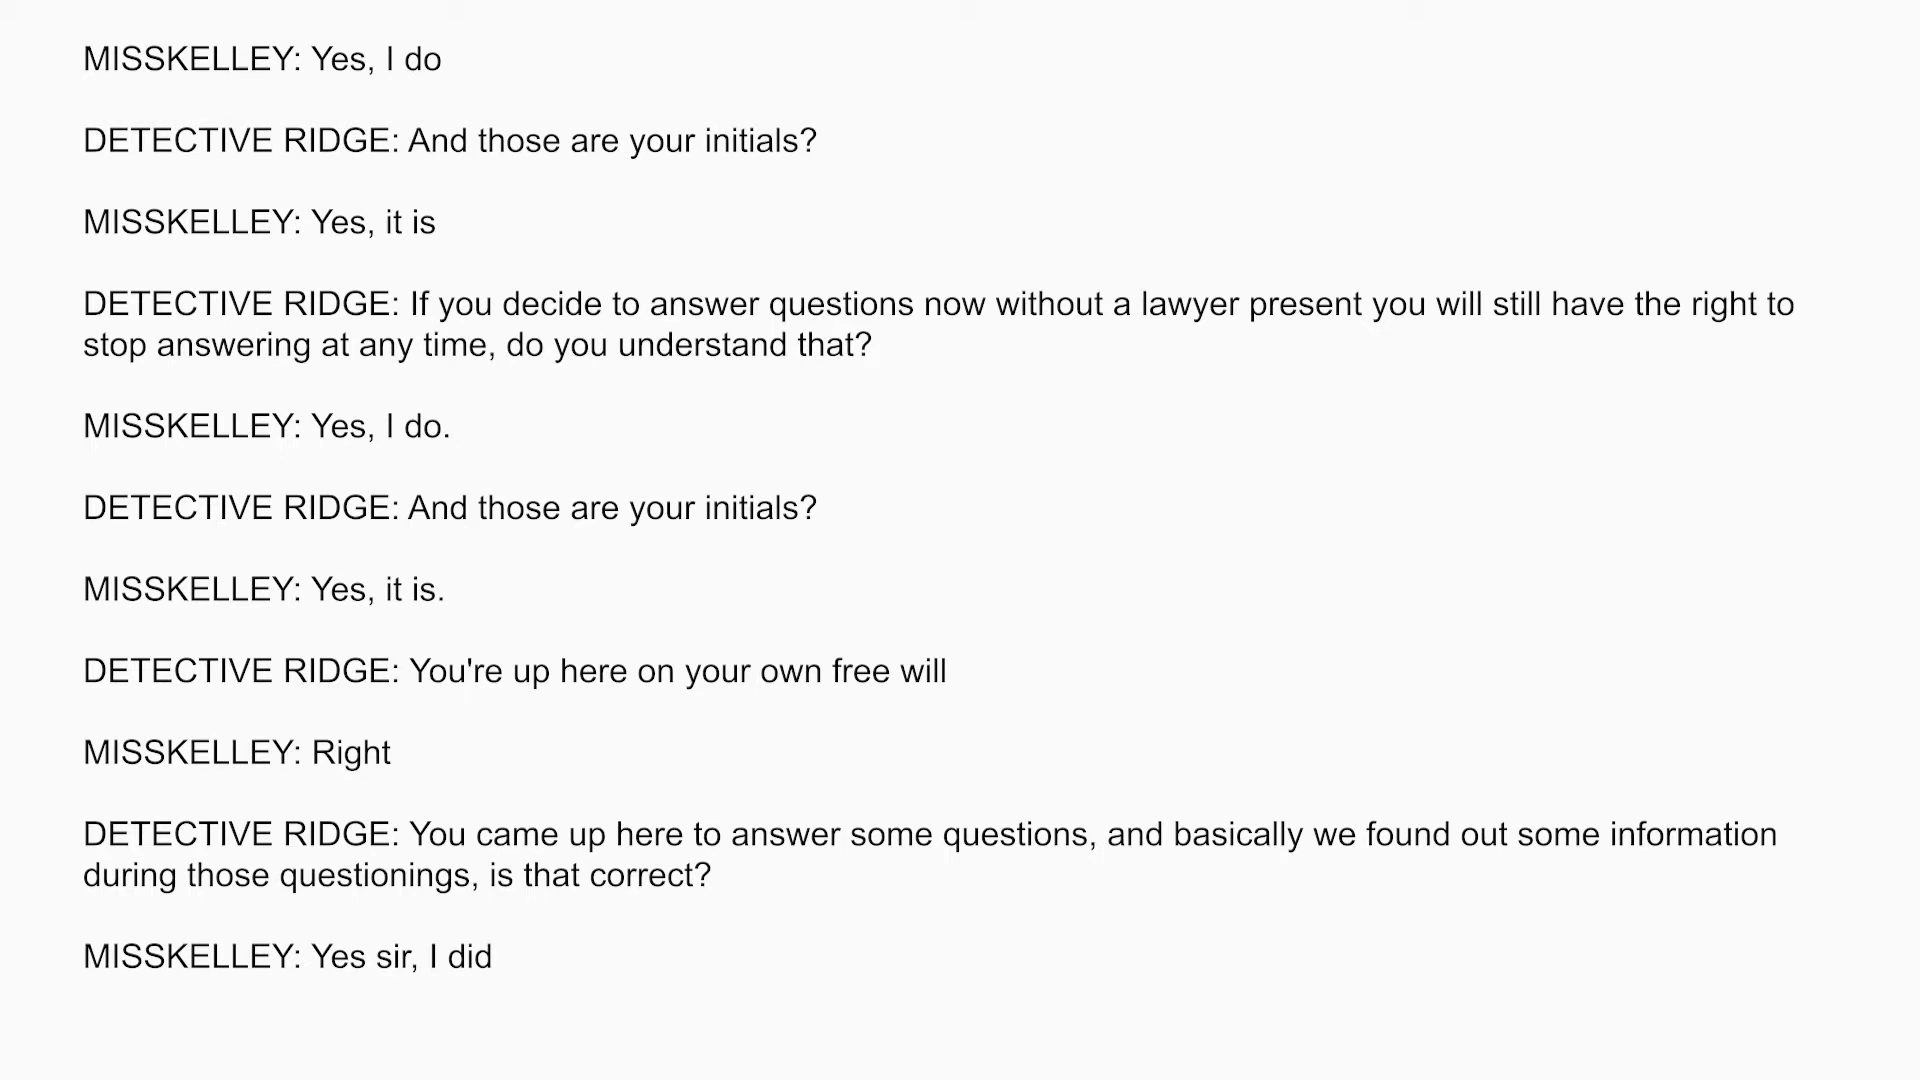 MISSKELLEY: Yes, I do
DETECTIVE RIDGE: And those are your initials?
MISSKELLEY: Yes, it is
DETECTIVE RIDGE: If you decide to answer questions now without a lawyer present you will still have the right to
stop answering at any time, do you understand that?
MISSKELLEY: Yes, I do.
DETECTIVE RIDGE: And those are your initials?
MISSKELLEY: Yes, it is.
DETECTIVE RIDGE: You're up here on your own free will
MISSKELLEY: Right
DETECTIVE RIDGE: You came up here to answer some questions, and basically we found out some information
during those questionings, is that correct?
MISSKELLEY: Yes sir, I did